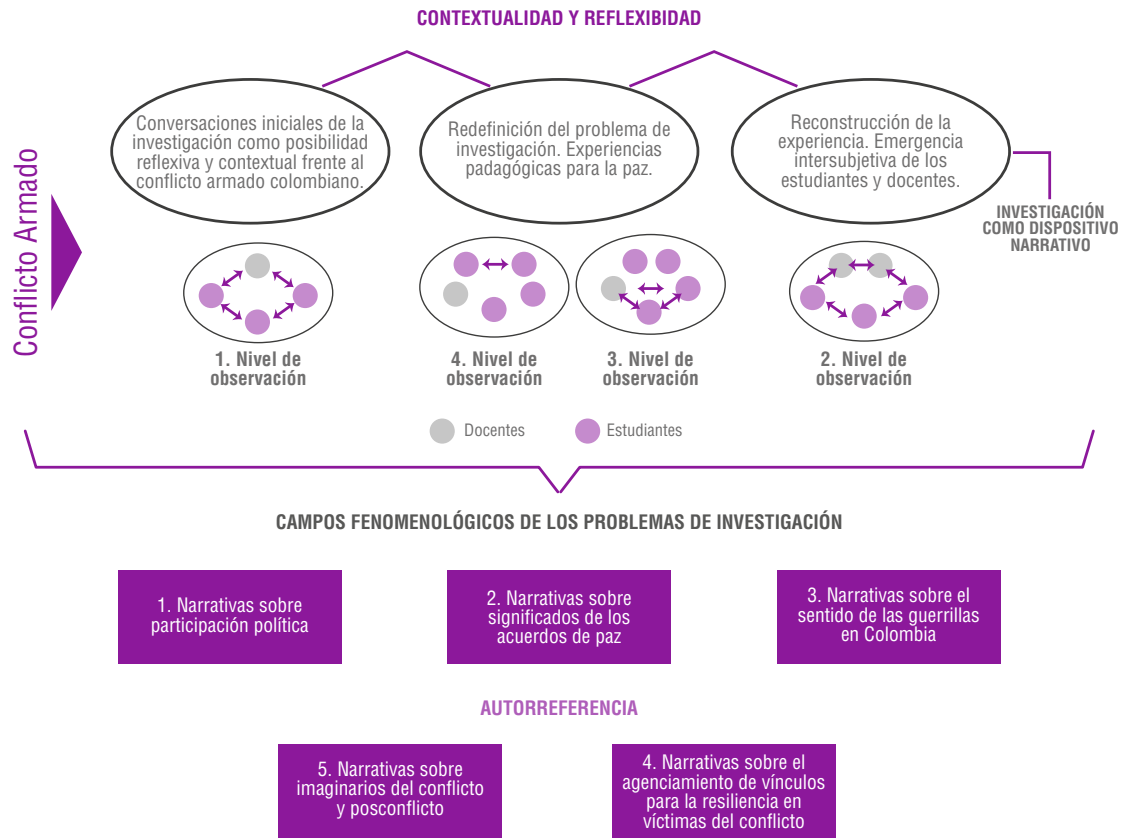 CONTEXTUALIDAD Y REFLEXIBIDAD
Conflicto Armado
Conversaciones iniciales de la
investigación como posibilidad
reflexiva y contextual frente al
conflicto armado colombiano.
Redefinición del problema de
investigación. Experiencias
padagógicas para la paz.
Reconstrucción de la
experiencia. Emergencia
intersubjetiva de los
estudiantes y docentes.
INVESTIGACIÓN
COMO DISPOSITIVO
NARRATIVO
1. Nivel de
observación
4. Nivel de
observación
3. Nivel de
observación
2. Nivel de
observación
Docentes
Estudiantes
CAMPOS FENOMENOLÓGICOS DE LOS PROBLEMAS DE INVESTIGACIÓN
1. Narrativas sobre
participación política
2. Narrativas sobre
significados de los
acuerdos de paz
3. Narrativas sobre el
sentido de las guerrillas
en Colombia
AUTORREFERENCIA
5. Narrativas sobre
imaginarios del conflicto
y posconflicto
4. Narrativas sobre el
agenciamiento de vínculos
para la resiliencia en
víctimas del conflicto